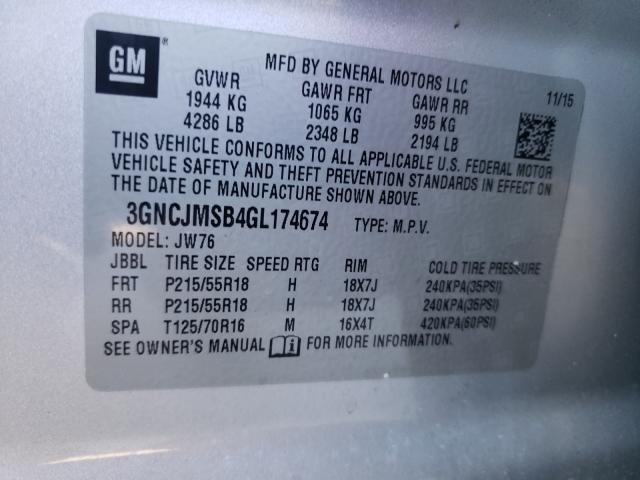 GM ®
MFD BY GENERAL MOTORS LLC
11/15
GVWR GAWR FRT GAWR RR
1944 KG 1065 KG 995 KG
4286 LB 2348 LB 2194 LB
THIS VEHICLE CONFORMS TO ALL APPLICABLE U.S. FEDERAL MOTOR
VEHICLE SAFETY AND THEFT PREVENTION STANDARDS IN EFFECT ON
THE DATE OF MANUFACTURE SHOWN ABOVE.
3GNCJMSB4GL174674 TYPE: M.P.V.
MODEL: JW76
JBBL TIRE SIZE SPEED RTG RIM COLD TIRE PRESSURE
FRT P215/55R18 H 18X7J 240KPA(35PSI)
RR P215/55R18 H 18X7J 240KPA(35PSI)
SPA T125/70R16 M 16X4T 420KPA(60PSI)
SEE OWNER'S MANUAL FOR MORE INFORMATION.